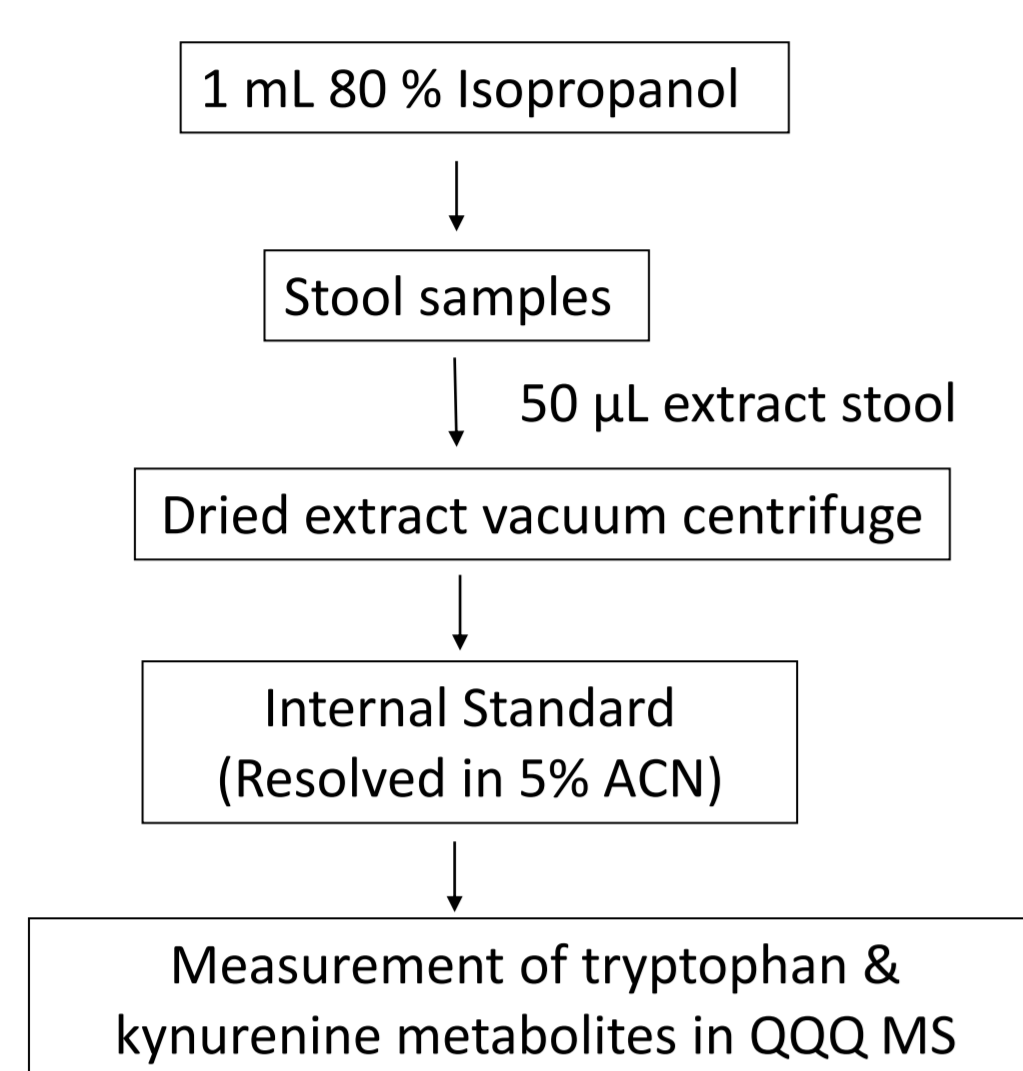 1 mL 80 % Isopropanol
Stool samples
50 µL extract stool
Dried extract vacuum centrifuge
Internal Standard
(Resolved in 5% ACN)
Measurement of tryptophan &
kynurenine metabolites in QQQ MS